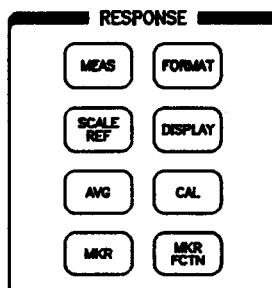 RESPONSE
MEAS
FORMAT
SCALE
REF
DISPLAY
AVG
CAL
MKR
MKR
FCTN